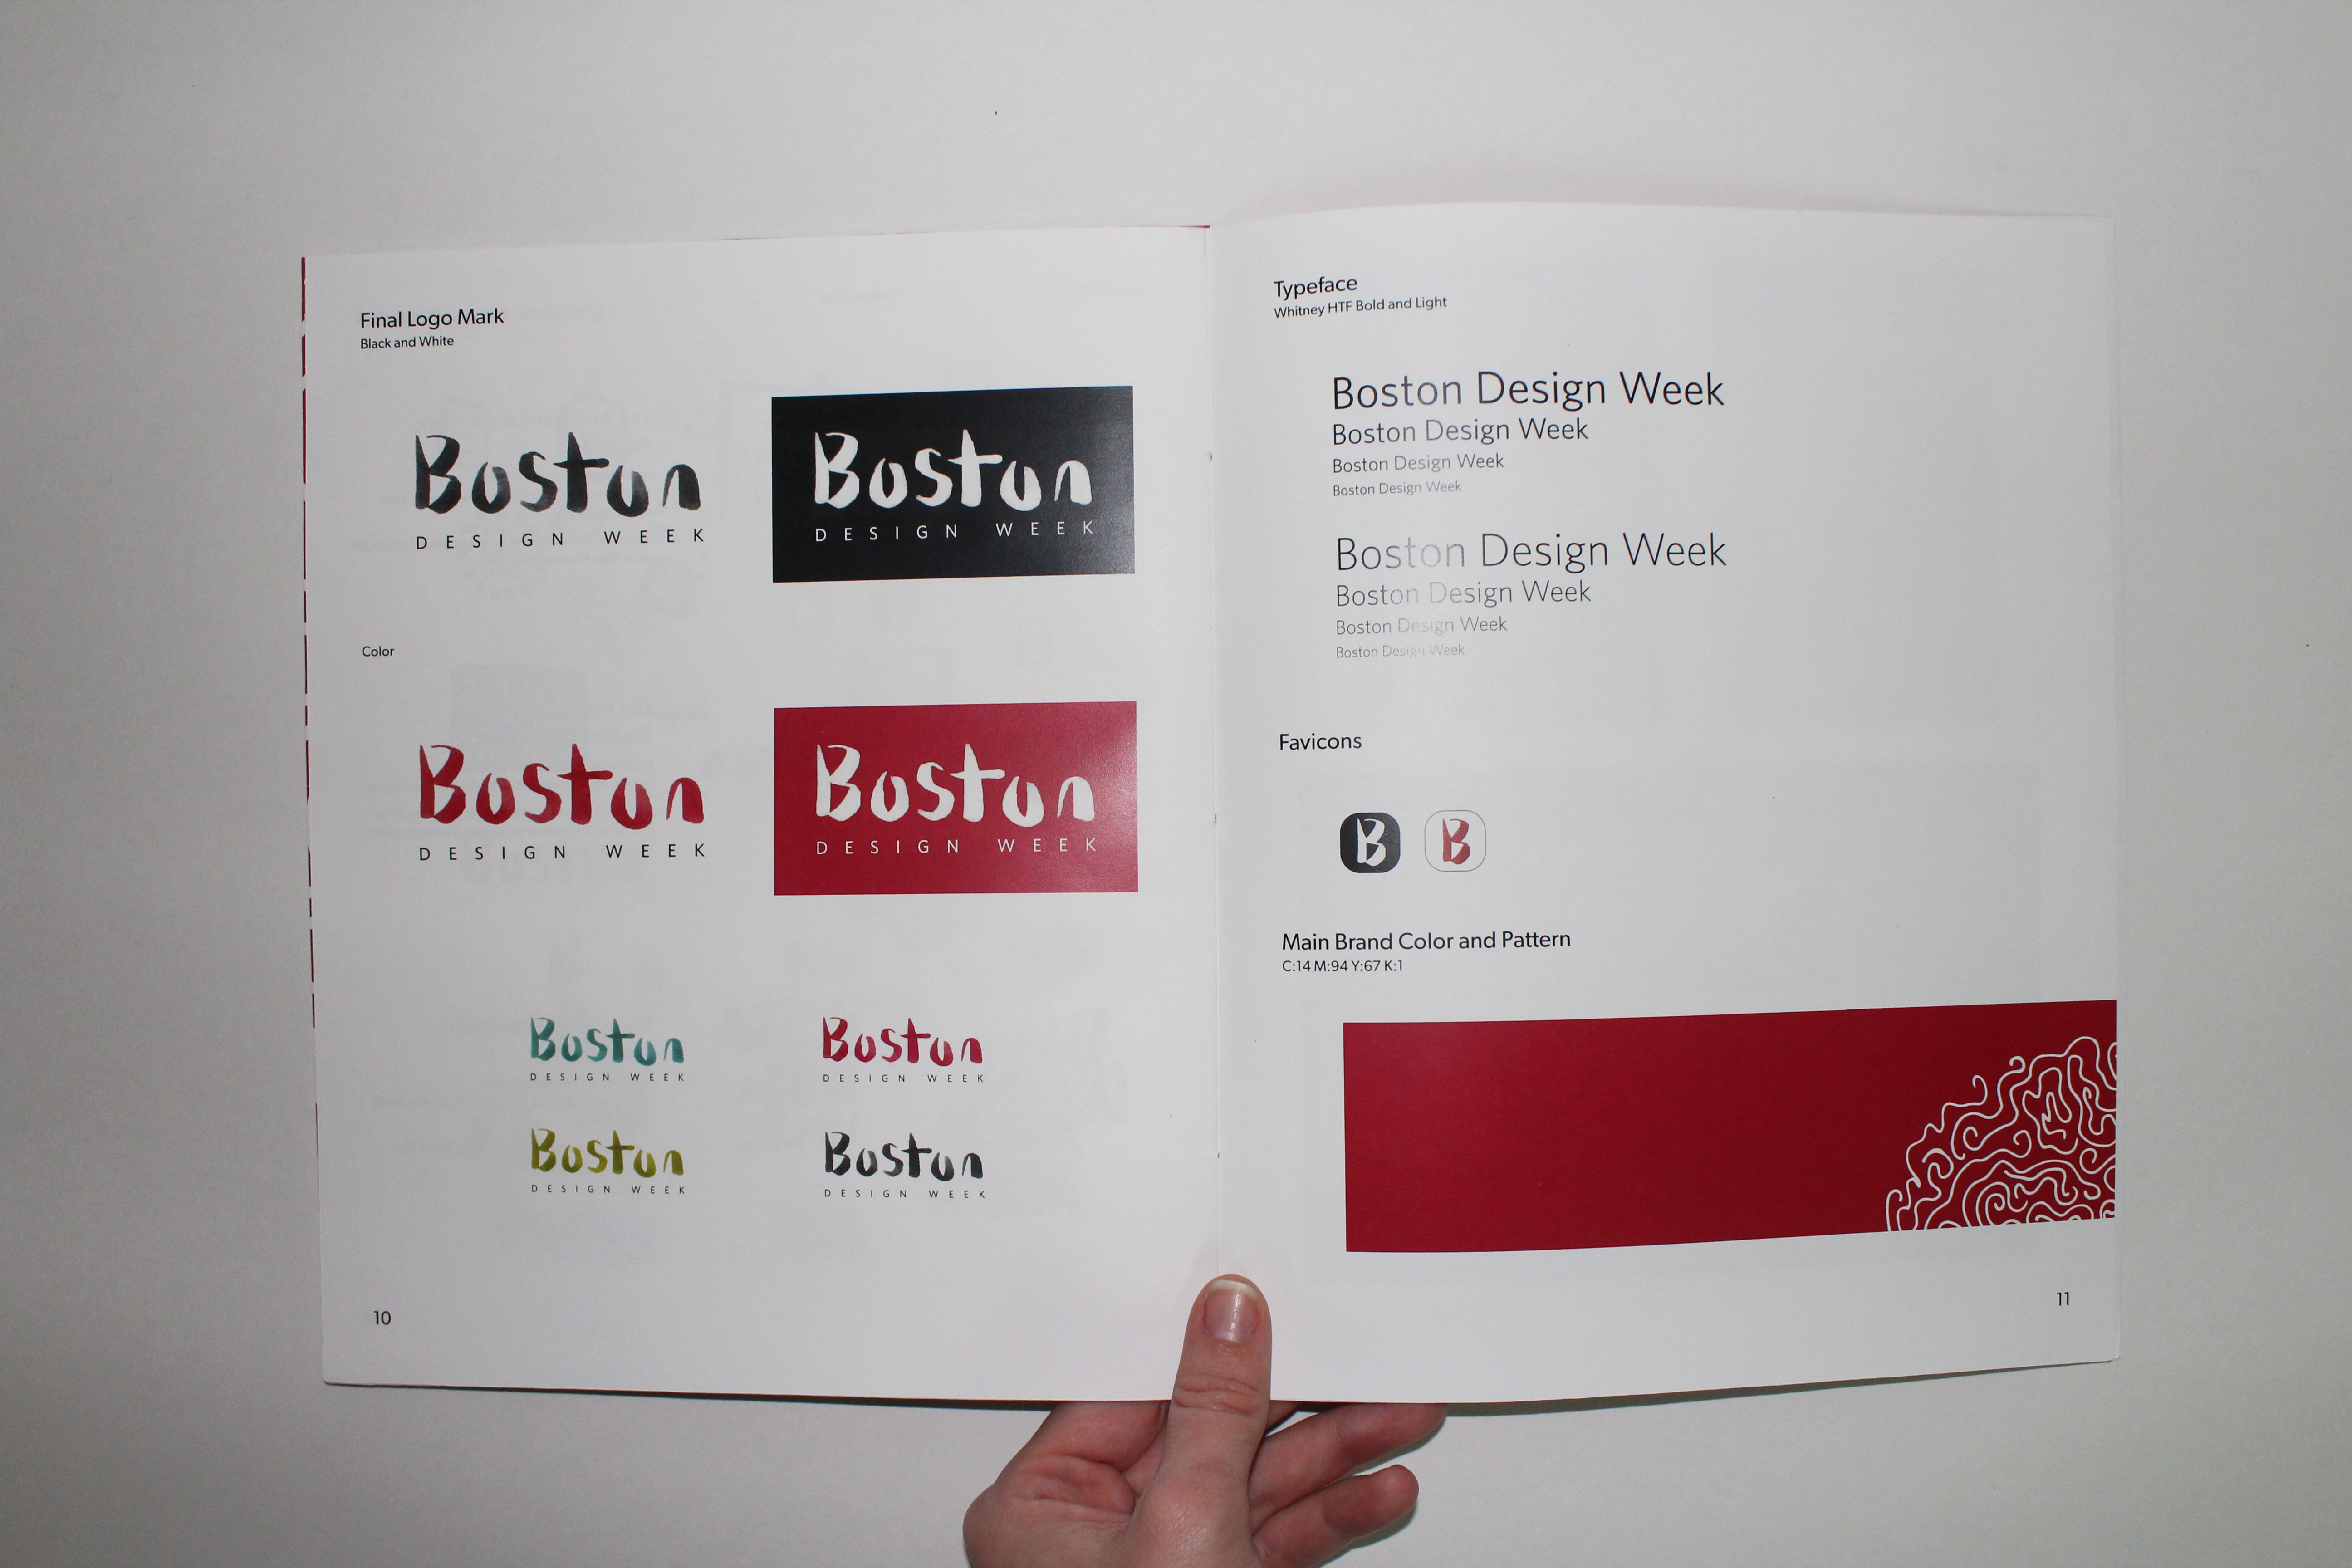 Final Logo Mark
Black and White
Boston
DESIGN WEEK
Boston
DESIGN WEEK
Color
Boston
DESIGN WEEK
Boston
DESIGN WEEK
Boston
DESIGN WEEK
Boston
DESIGN WEEK
Boston
DESIGN WEEK
Boston
DESIGN WEEK
10
Typeface
Whitney HTF Bold and Light
Boston Design Week
Boston Design Week
Boston Design Week
Boston Design Week
Boston Design Week
Boston Design Week
Boston Design Week
Boston Design Week
Favicons
B
B
Main Brand Color and Pattern
C:14 M:94 Y:67 K:1
11